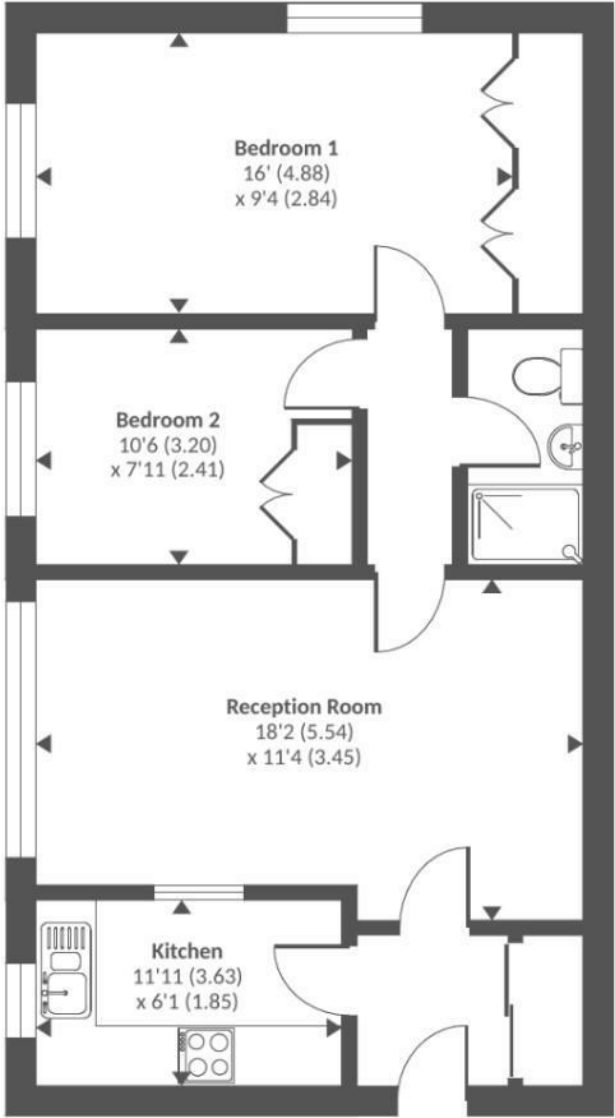 Bedroom 1
16' (4.88)
x 9'4 (2.84)
Bedroom 2
10'6 (3.20)
x 7'11 (2.41)
Reception Room
18'2 (5.54)
x 11'4 (3.45)
Kitchen
11'11 (3.63)
x 6'1 (1.85)